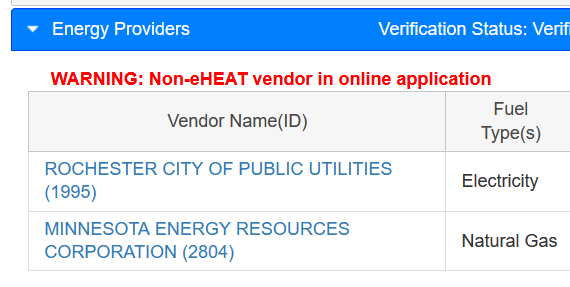 Energy Providers Verification Status: Verif
WARNING: Non-eHEAT vendor in online application
Vendor Name(ID)
Fuel
Type(s)
ROCHESTER CITY OF PUBLIC UTILITIES
(1995)
Electricity
MINNESOTA ENERGY RESOURCES
CORPORATION (2804)
Natural Gas